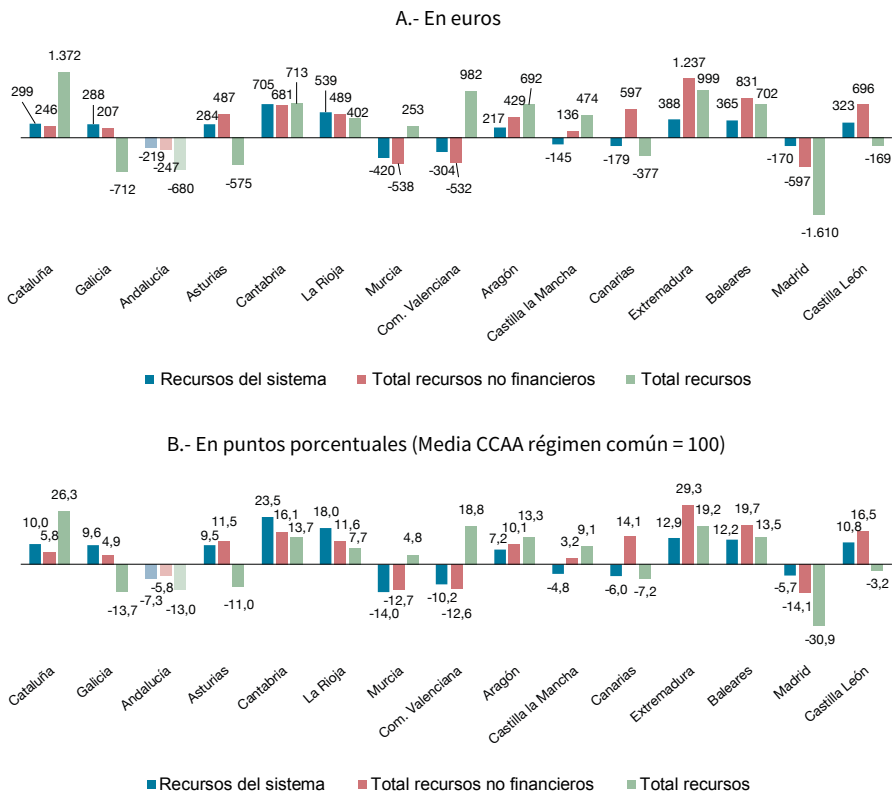 A.- En euros
299 246 1.372 288 207 -712 -219 -247 -680 284 487 -575 705 681 713 539 489 402 -420 -538 253 -304 -532 982 217 429 692 -145 136 474 -179 597 -377 388 1.237 999 365 831 702 -170 -597 -1.610 323 696 -169
Cataluña Galicia Andalucía Asturias Cantabria La Rioja Murcia Com. Valenciana Aragón Castilla la Mancha Canarias Extremadura Baleares Madrid Castilla León
Recursos del sistema Total recursos no financieros Total recursos
B.- En puntos porcentuales (Media CCAA régimen común = 100)
10,0 5,8 26,3 9,6 4,9 -13,7 -7,3 -5,8 -13,0 9,5 11,5 -11,0 23,5 16,1 13,7 18,0 11,6 7,7 -14,0 -12,7 4,8 -10,2 -12,6 18,8 7,2 10,1 13,3 -4,8 3,2 9,1 -6,0 14,1 -7,2 12,9 29,3 19,2 12,2 19,7 13,5 -5,7 -14,1 -30,9 10,8 16,5 -3,2
Cataluña Galicia Andalucía Asturias Cantabria La Rioja Murcia Com. Valenciana Aragón Castilla la Mancha Canarias Extremadura Baleares Madrid Castilla León
Recursos del sistema Total recursos no financieros Total recursos